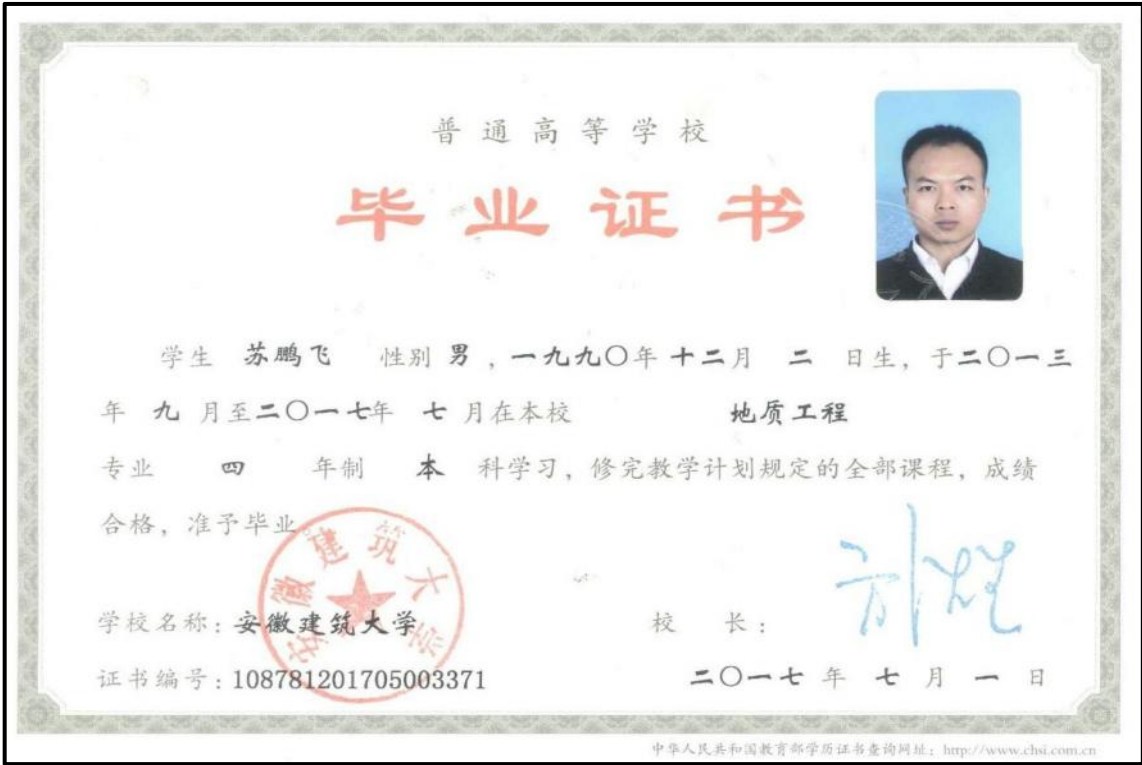 普通高等学校
毕业证书
学生 苏鹏飞 性别 男 ，一九九〇年 十二月 二 日生，于二〇一三
年 九 月至二〇一七年 七 月在本校 地质工程
专业 四 年制 本 科学习，修完教学计划规定的全部课程，成绩
合格，准予毕业
安徽建筑大学
学校名称：安徽建筑大学 校 长：
证书编号：108781201705003371 二〇一七 年 七 月 一 日
中华人民共和国教育部学历证书查询网址：http://www.chsi.com.cn